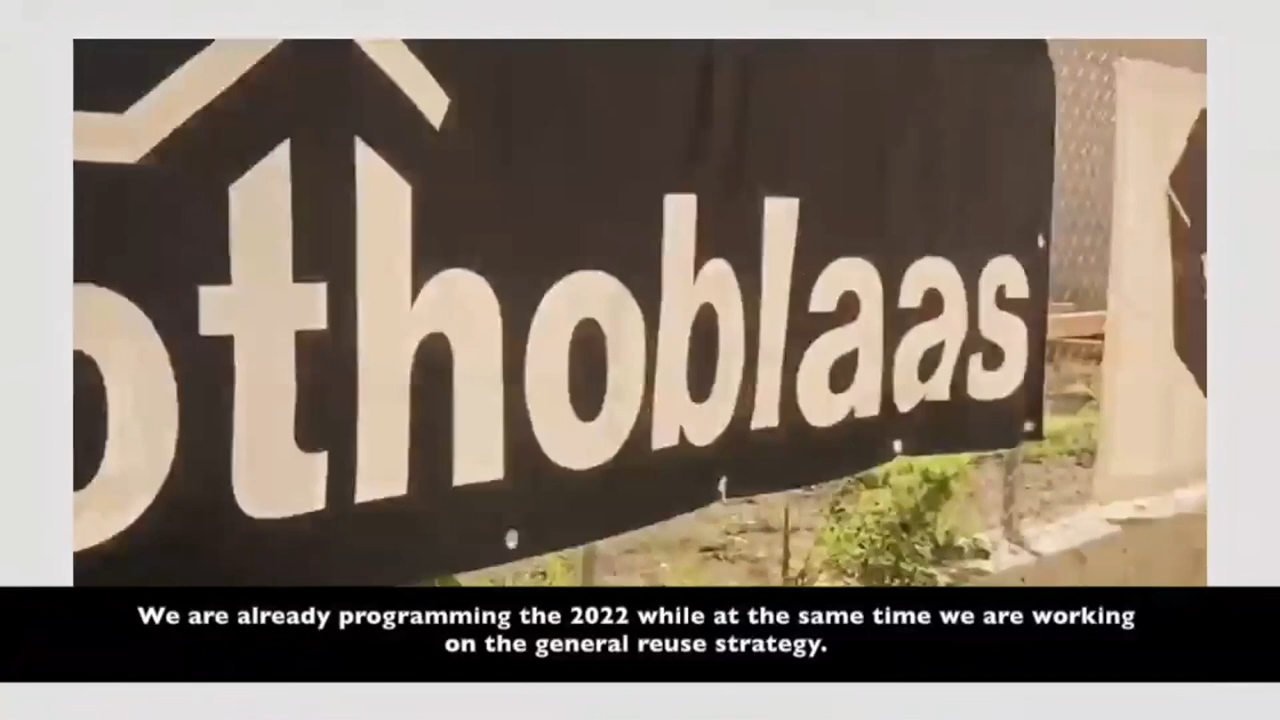 othoblaas
We are already programming the 2022 while at the same time we are working
on the general reuse strategy.